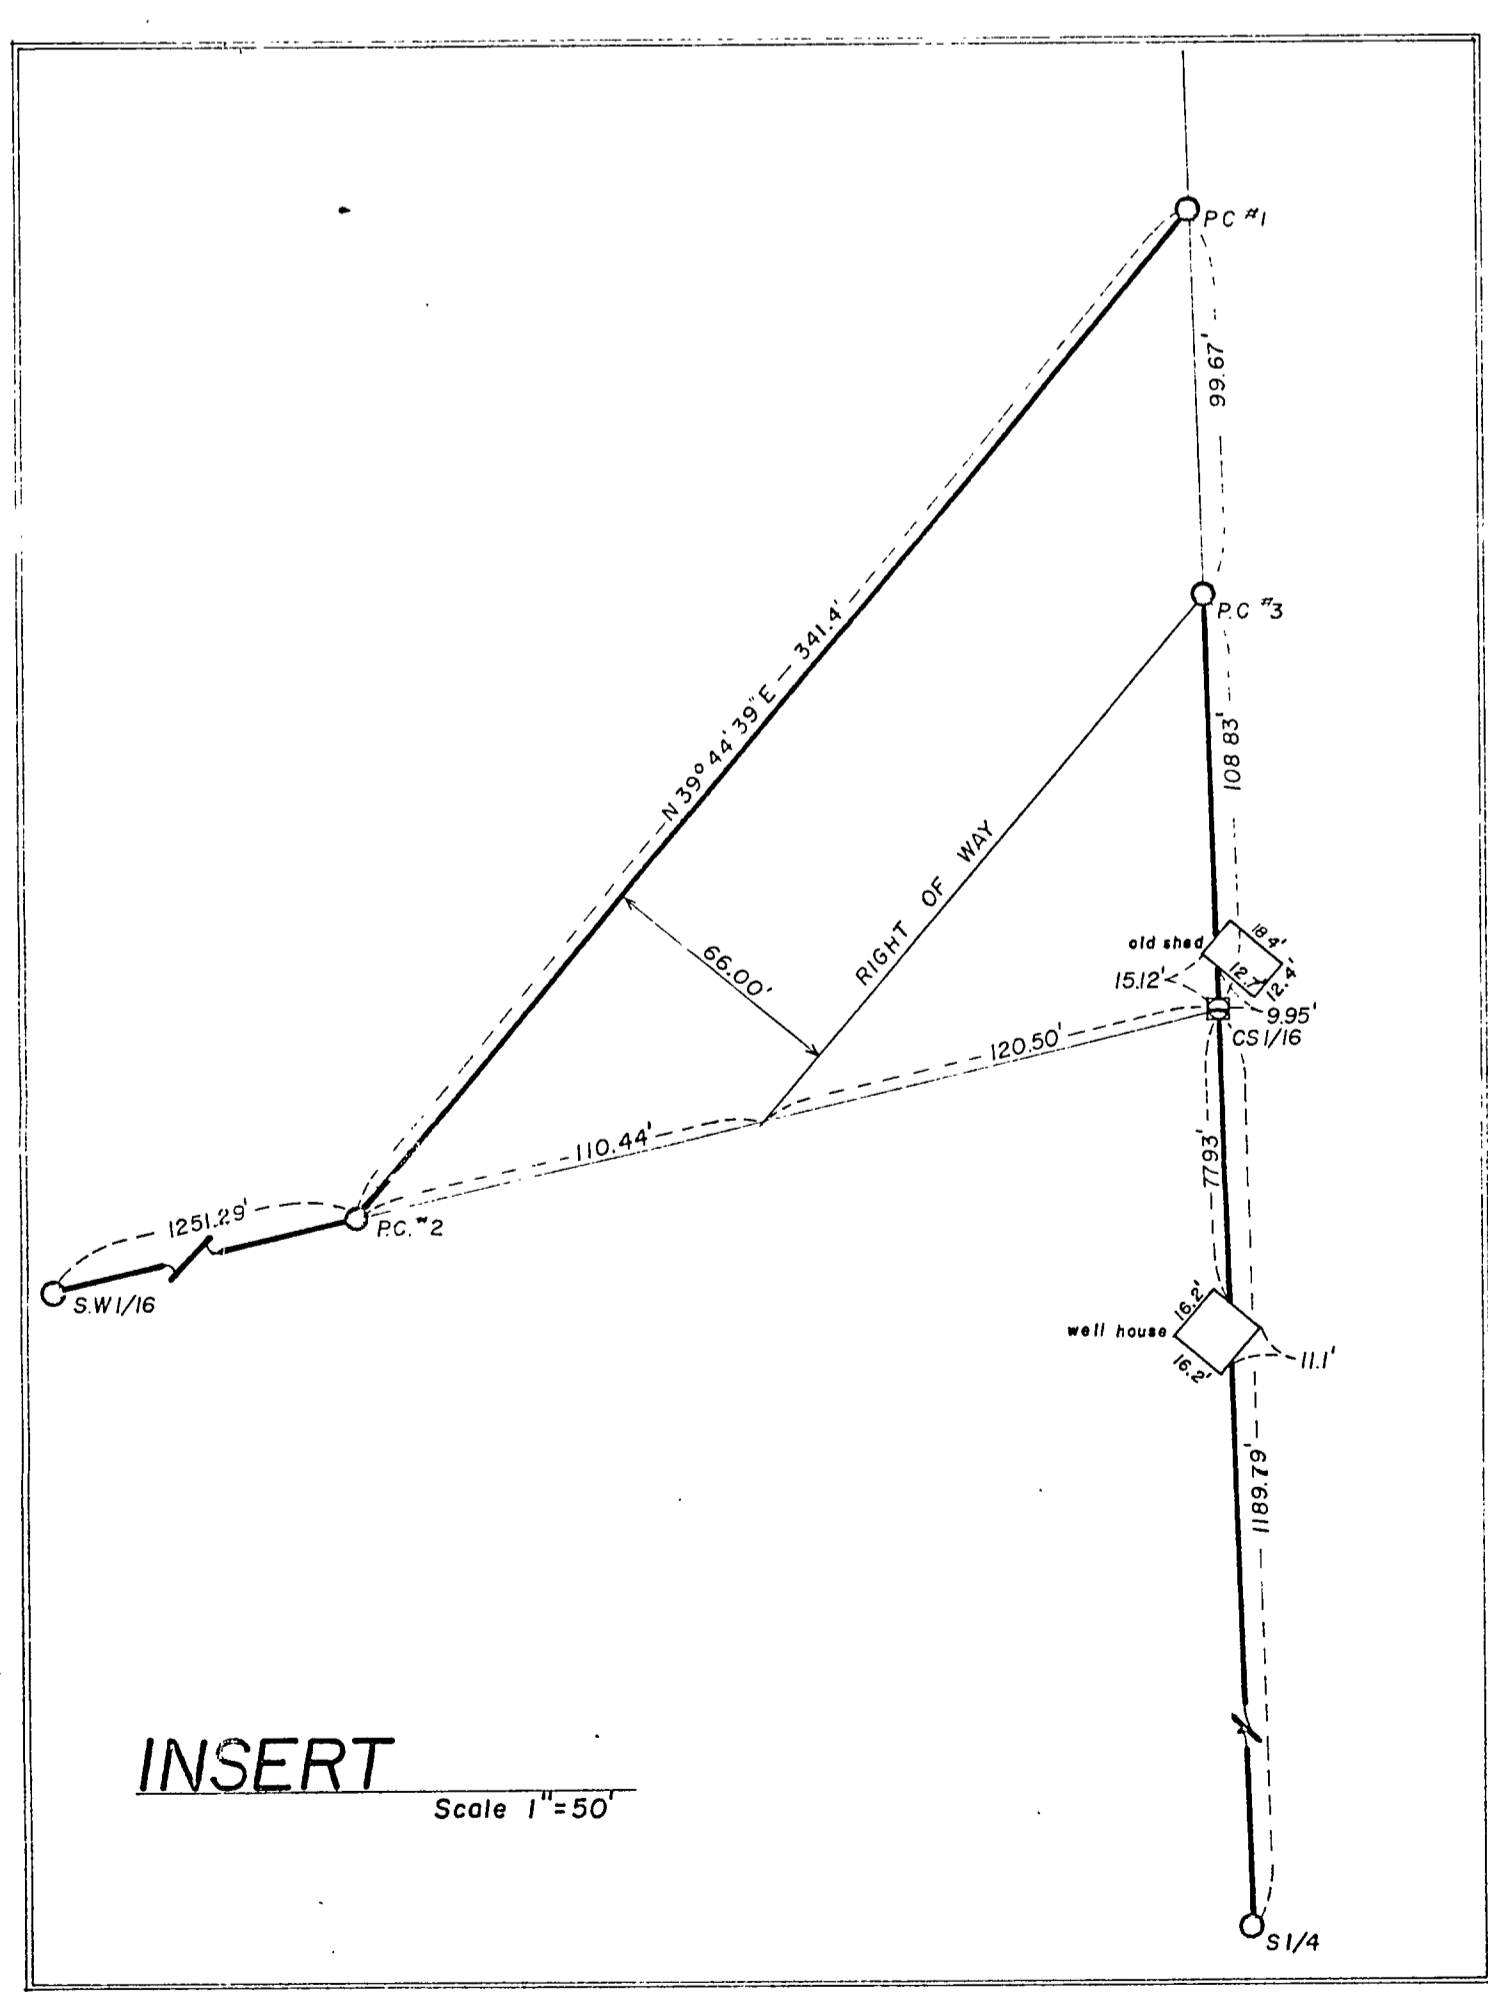 PC #1
99.67'
P.C #3
N 39° 44' 39" E — 341.4'
108 83'
RIGHT OF WAY
66.00'
old shed
18 4'
12.7
12.4'
15.12'
9.95'
CS 1/16
120.50'
110.44'
77 93'
1251.29'
P.C. #2
S.W 1/16
16.2'
well house
16.2'
11.1'
1189.79'
INSERT
Scale 1"=50'
S 1/4